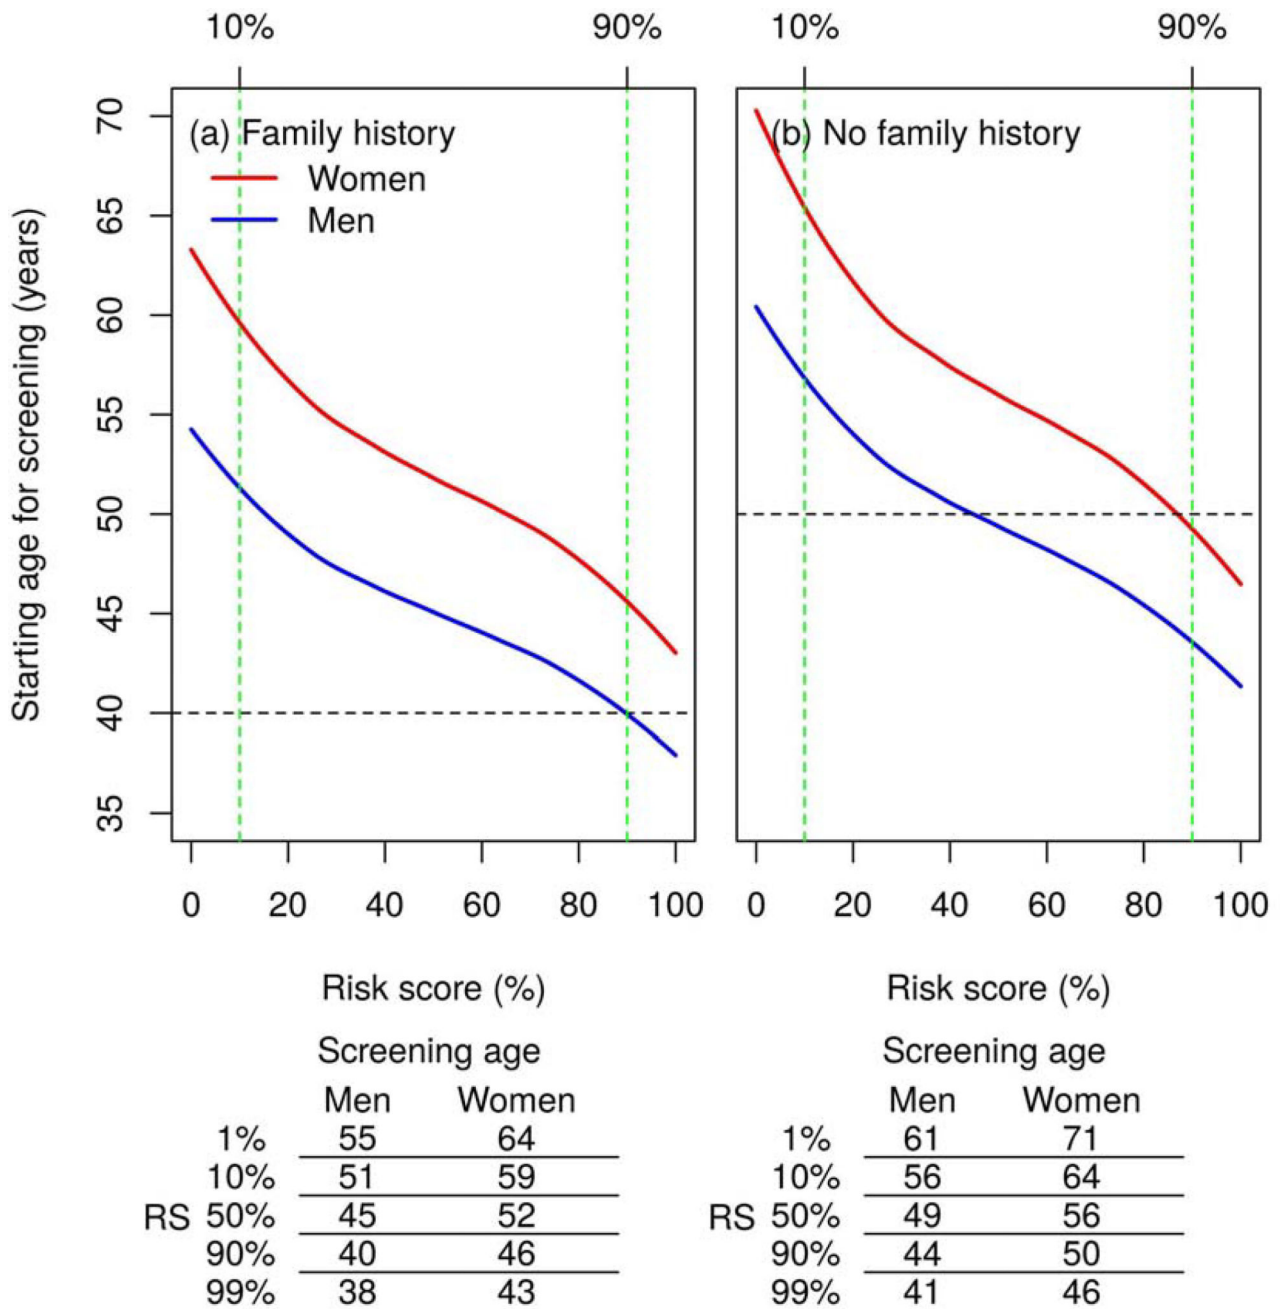 10% 90% 10% 90%
(a) Family history
Women
Men
(b) No family history
Starting age for screening (years)
70
65
60
55
50
45
40
35
0 20 40 60 80 100 0 20 40 60 80 100
Risk score (%) Risk score (%)
Screening age
Men Women
1% 55 64
10% 51 59
RS 50% 45 52
90% 40 46
99% 38 43
Screening age
Men Women
1% 61 71
10% 56 64
RS 50% 49 56
90% 44 50
99% 41 46